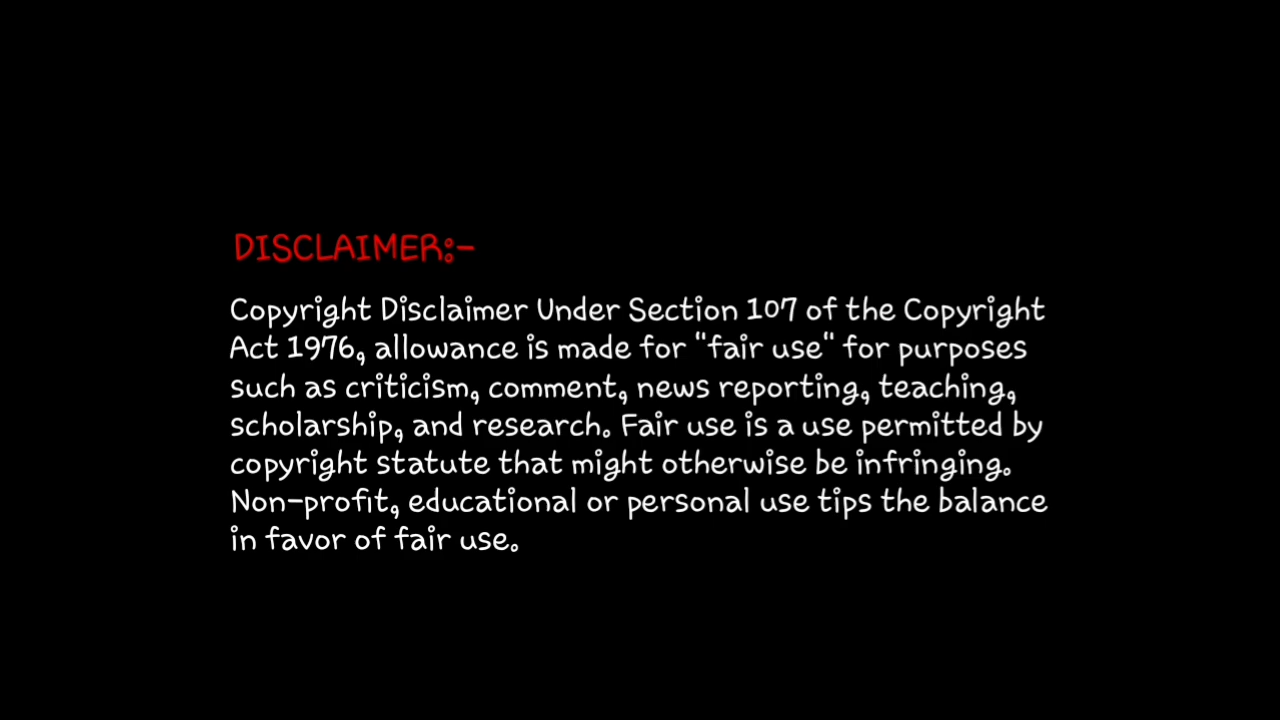 DISCLAIMER:-
Copyright Disclaimer Under Section 107 of the Copyright
Act 1976, allowance is made for "fair use" for purposes
such as criticism, comment, news reporting, teaching,
scholarship, and research. Fair use is a use permitted by
copyright statute that might otherwise be infringing.
Non-profit, educational or personal use tips the balance
in favor of fair use.